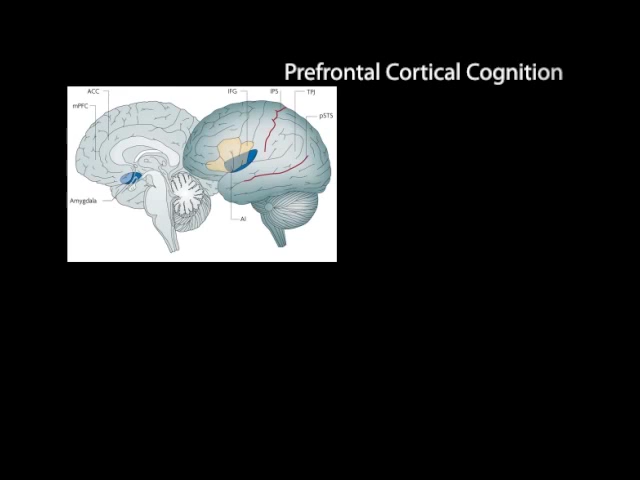 Prefrontal Cortical Cognition
ACC
IFG
IPS
TPJ
mPFC
pSTS
Amygdala
AI